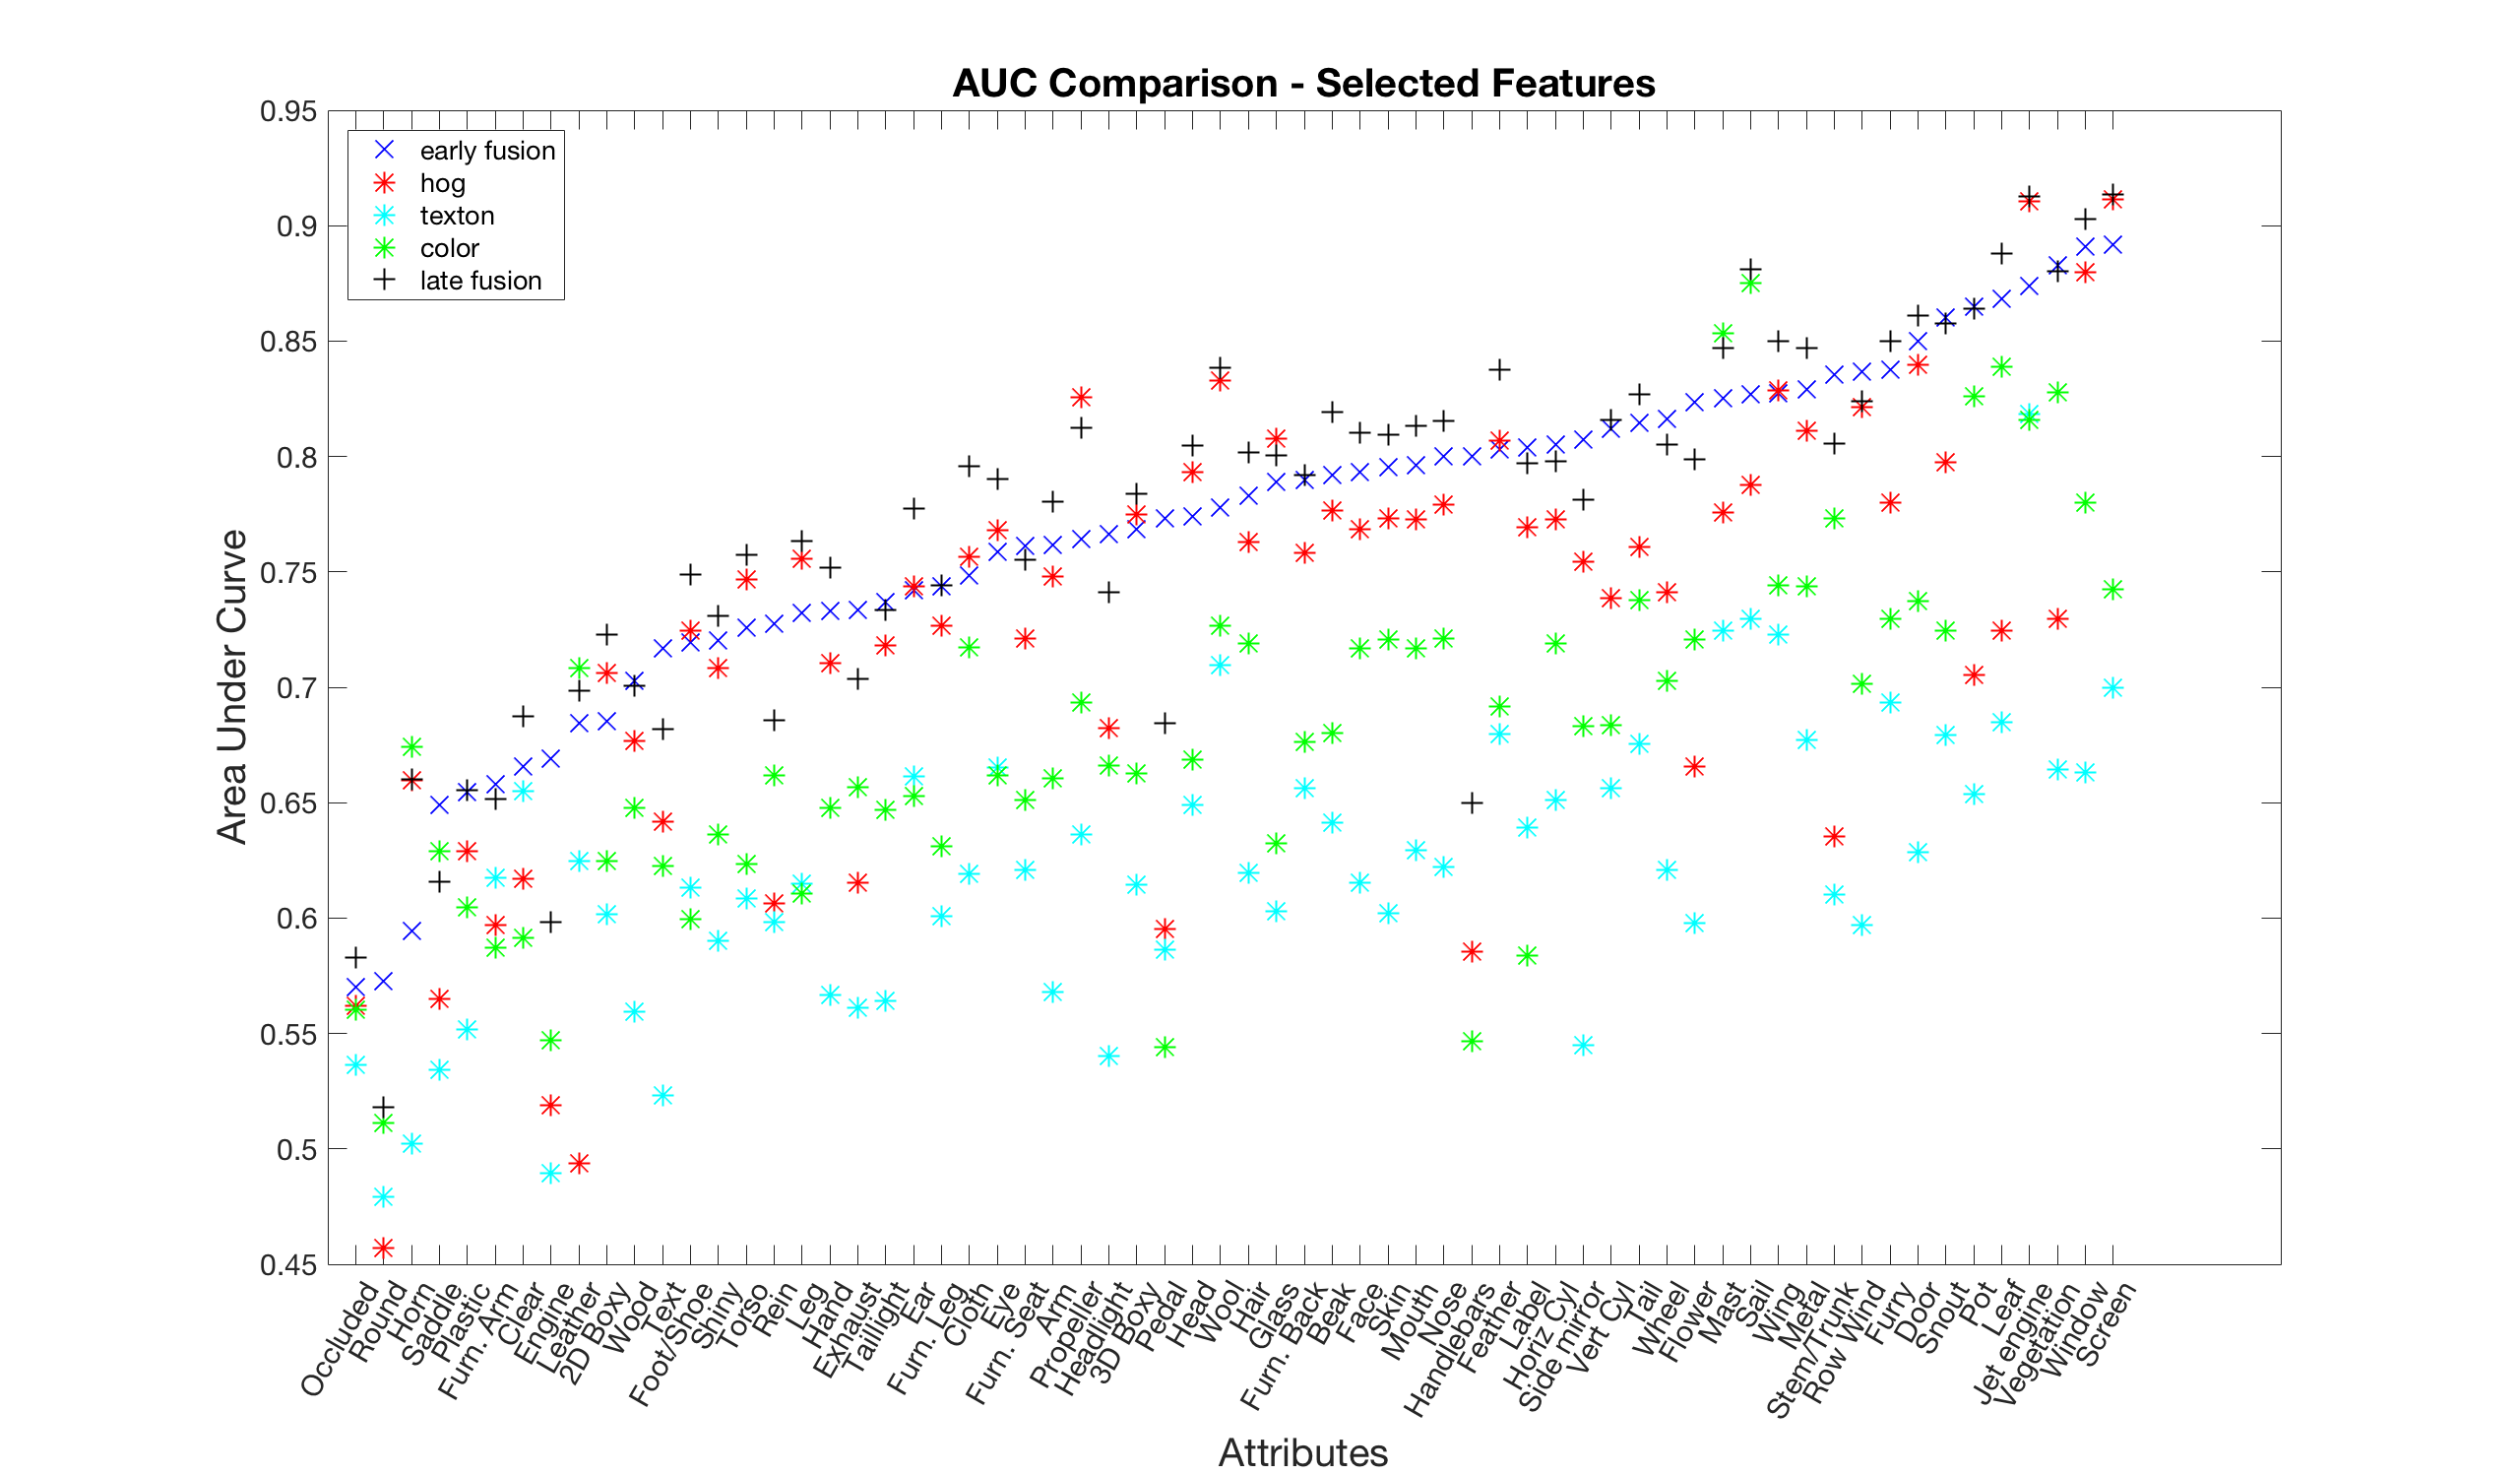 AUC Comparison - Selected Features
0.95
0.9
0.85
0.8
0.75
0.7
0.65
0.6
0.55
0.5
0.45
early fusion
hog
texton
color
late fusion
Area Under Curve
Occluded
Round
Horn
Saddle
Plastic
Furn. Arm
Clear
Engine
Leather
2D Boxy
Wood
Text
Foot/Shoe
Shiny
Torso
Rein
Leg
Hand
Exhaust
Taillight
Ear
Furn. Leg
Cloth
Eye
Furn. Seat
Arm
Propeller
Headlight
3D Boxy
Pedal
Head
Wool
Hair
Glass
Furn. Back
Beak
Face
Skin
Mouth
Nose
Handlebars
Feather
Label
Horiz Cyl
Side mirror
Vert Cyl
Tail
Wheel
Flower
Mast
Sail
Wing
Metal
Stem/Trunk
Row Wind
Furry
Door
Snout
Pot
Leaf
Jet engine
Vegetation
Window
Screen
Attributes